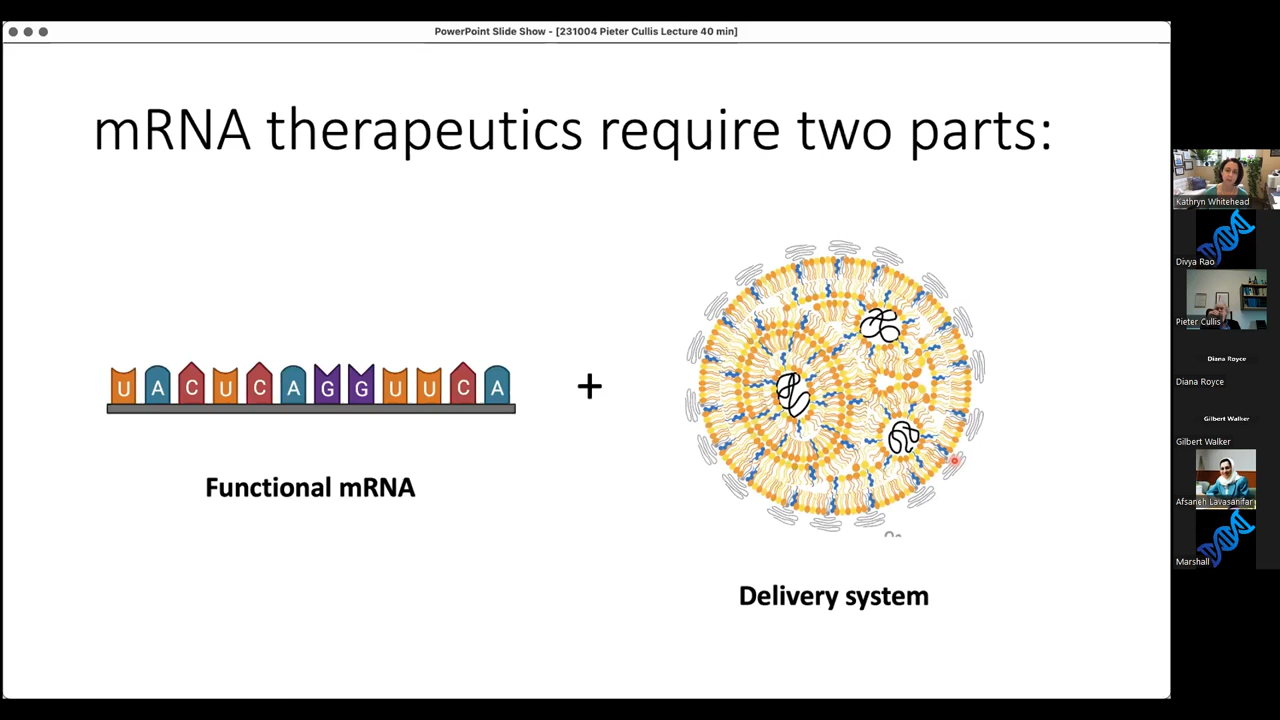 PowerPoint Slide Show - [231004 Pieter Cullis Lecture 40 min]
mRNA therapeutics require two parts:
U A C U C A G G U U C A
+
Functional mRNA
Delivery system
Kathryn Whitehead
Divya Rao
Pieter Cullis
Diana Royce
Diana Royce
Gilbert Walker
Gilbert Walker
Afsaneh Lavasanifar
Marshall